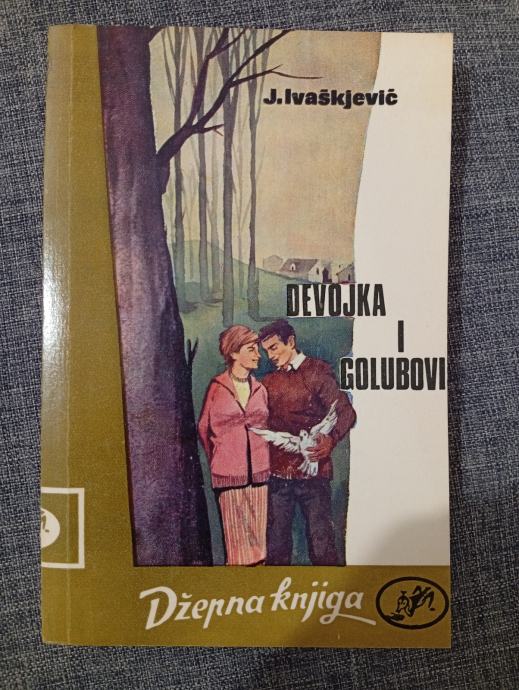 J.Ivaškjević
DEVOJKA
I
GOLUBOVI
Džepna knjiga